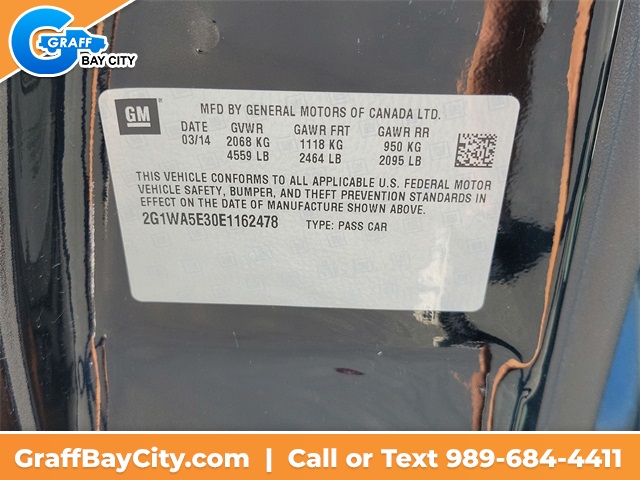 GRAFF
BAY CITY
GM
MFD BY GENERAL MOTORS OF CANADA LTD.
DATE GVWR GAWR FRT GAWR RR
03/14 2068 KG 1118 KG 950 KG
4559 LB 2464 LB 2095 LB
THIS VEHICLE CONFORMS TO ALL APPLICABLE U.S. FEDERAL MOTOR
VEHICLE SAFETY, BUMPER, AND THEFT PREVENTION STANDARDS IN
EFFECT ON THE DATE OF MANUFACTURE SHOWN ABOVE.
2G1WA5E30E1162478 TYPE: PASS CAR
GraffBayCity.com | Call or Text 989-684-4411